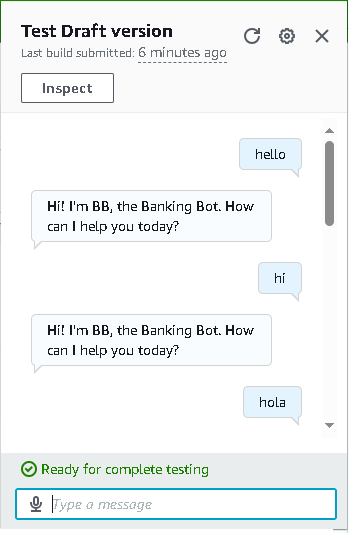 Test Draft version
Last build submitted: 6 minutes ago
Inspect
hello
Hi! I'm BB, the Banking Bot. How
can I help you today?
hi
Hi! I'm BB, the Banking Bot. How
can I help you today?
hola
Ready for complete testing
Type a message